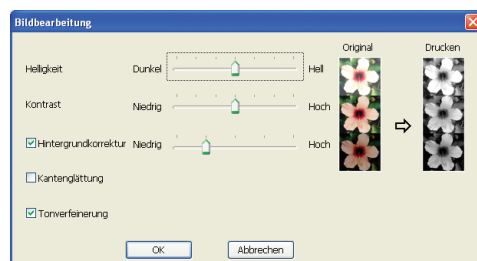 Bildbearbeitung
Original Drucken
Helligkeit Dunkel Hell
Kontrast Niedrig Hoch
Hintergrundkorrektur Niedrig Hoch
Kantenglättung
Tonverfeinerung
OK Abbrechen